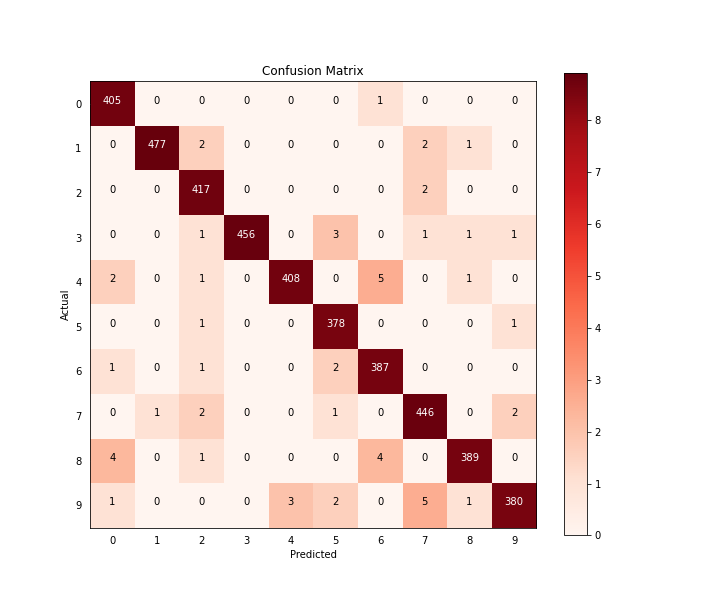 Confusion Matrix
0 405 0 0 0 0 0 1 0 0 0
1 0 477 2 0 0 0 0 2 1 0
2 0 0 417 0 0 0 0 2 0 0
3 0 0 1 456 0 3 0 1 1 1
4 2 0 1 0 408 0 5 0 1 0
5 0 0 1 0 0 378 0 0 0 1
6 1 0 1 0 0 2 387 0 0 0
7 0 1 2 0 0 1 0 446 0 2
8 4 0 1 0 0 0 4 0 389 0
9 1 0 0 0 3 2 0 5 1 380
0 1 2 3 4 5 6 7 8 9
Predicted
Actual
8
7
6
5
4
3
2
1
0